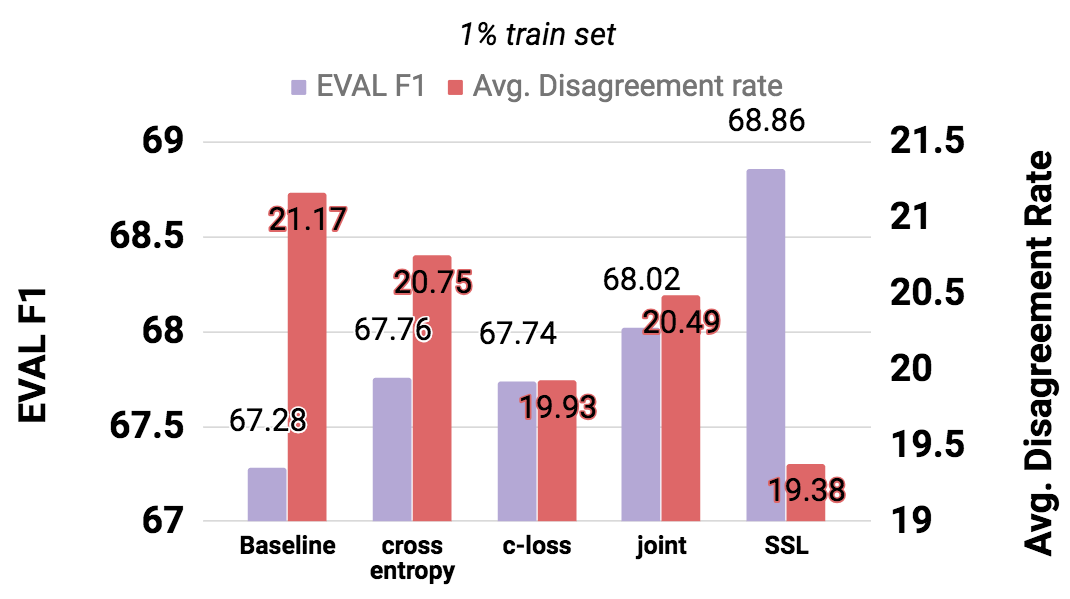 1% train set
EVAL F1
Avg. Disagreement rate
68.86
69
21.5
21.17
21
68.5
20.75
68.02
20.5
67.76
67.74
20.49
68
20
19.93
67.28
67.5
19.5
19.38
67
19
EVAL F1
Avg. Disagreement Rate
Baseline
cross
entropy
c-loss
joint
SSL